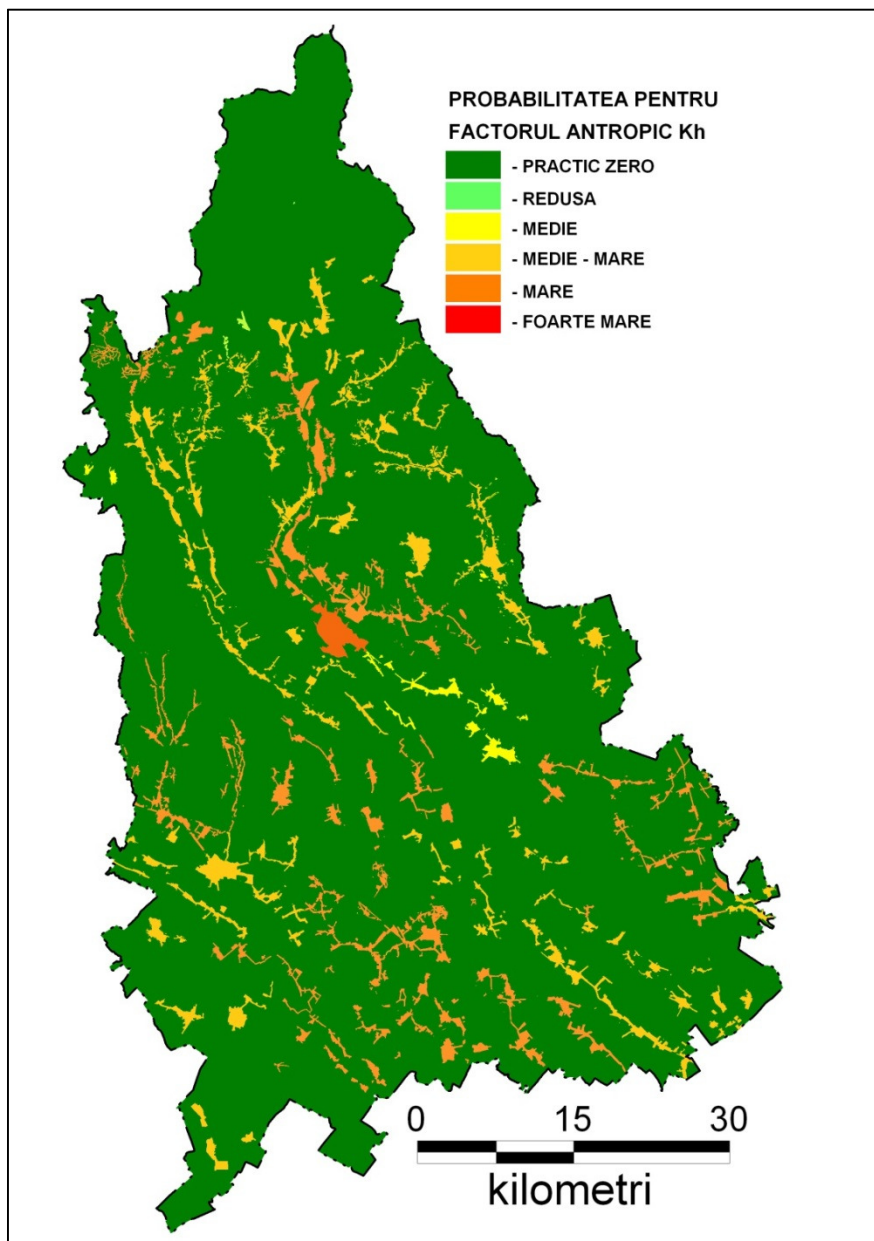 PROBABILITATEA PENTRU
FACTORUL ANTROPIC Kh
- PRACTIC ZERO
- REDUSA
- MEDIE
- MEDIE - MARE
- MARE
- FOARTE MARE
0 15 30
kilometri